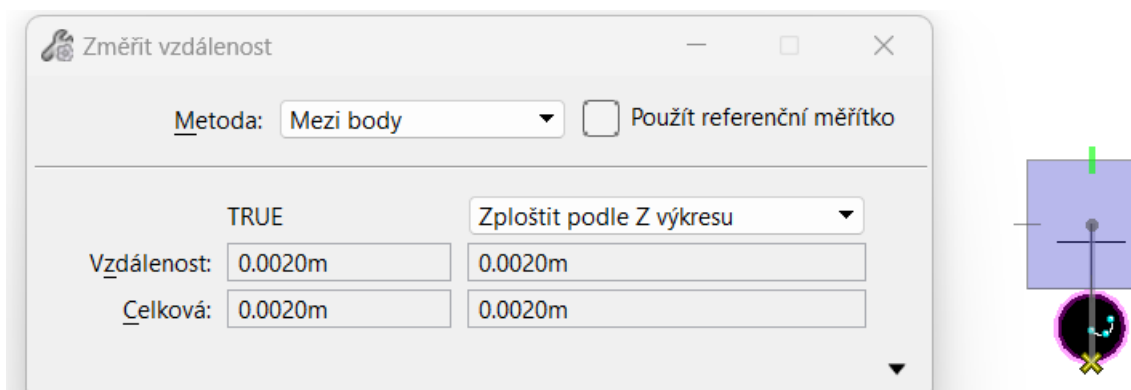 Změřit vzdálenost
Metoda: Mezi body Použít referenční měřítko
TRUE Zploštit podle Z výkresu
Vzdálenost: 0.0020m 0.0020m
Celková: 0.0020m 0.0020m